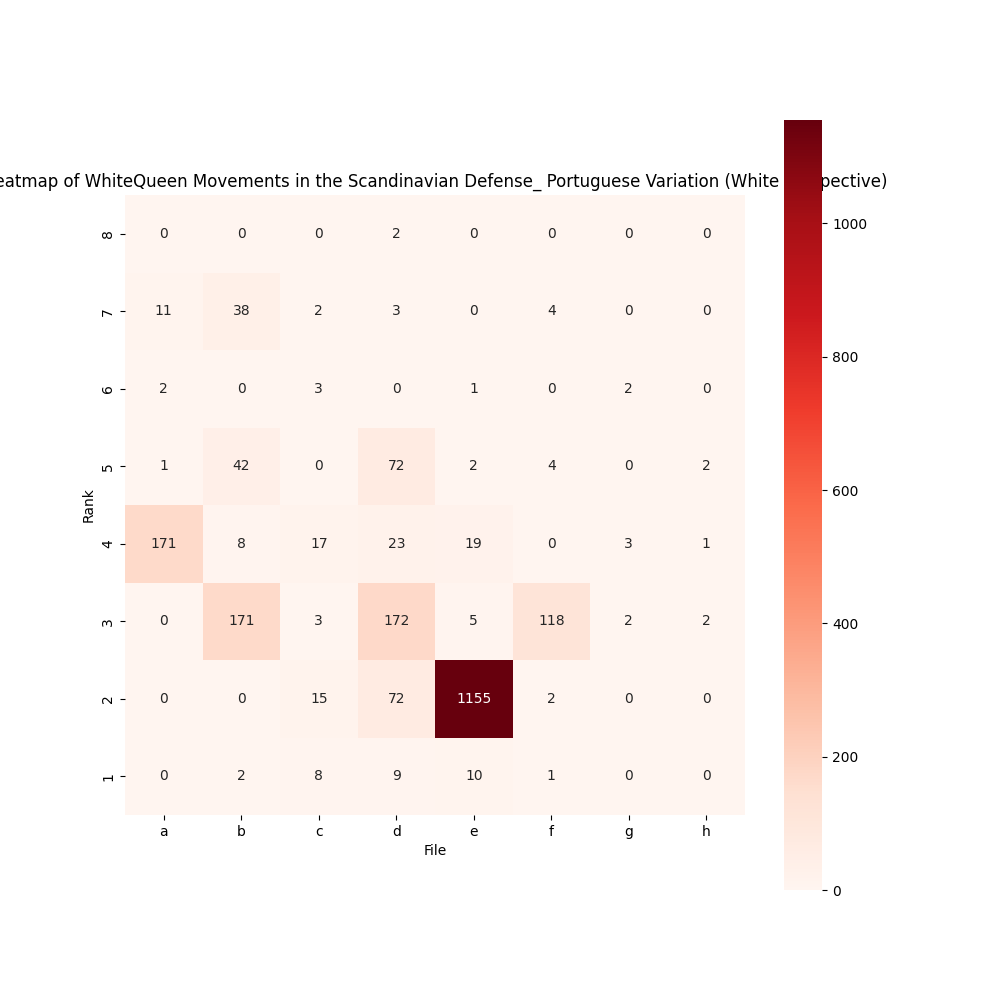 eatmap of WhiteQueen Movements in the Scandinavian Defense_ Portuguese Variation (White pective)
1000
8 0 0 0 2 0 0 0 0
7 11 38 2 3 0 4 0 0
800
6 2 0 3 0 1 0 2 0
5 1 42 0 72 2 4 0 2
600
Rank
4 171 8 17 23 19 0 3 1
3 0 171 3 172 5 118 2 2
400
2 0 0 15 72 1155 2 0 0
200
1 0 2 8 9 10 1 0 0
a b c d e f g h
File
0